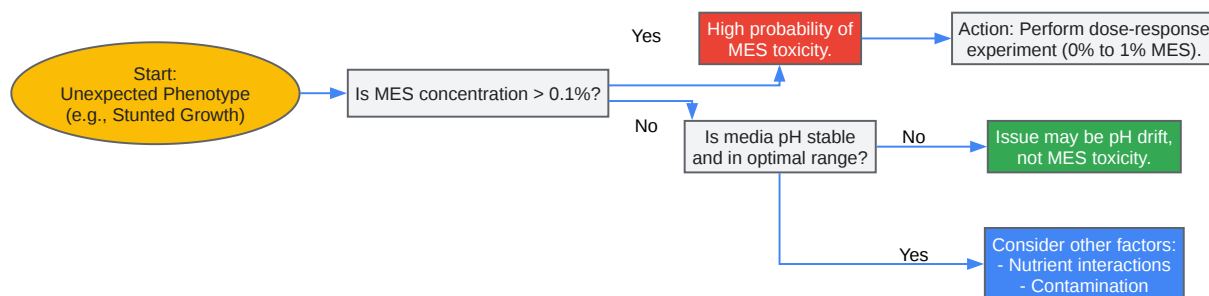 Start:
Unexpected Phenotype
(e.g., Stunted Growth)
Is MES concentration > 0.1%?
Yes
High probability of
MES toxicity.
Action: Perform dose-response
experiment (0% to 1% MES).
No
Is media pH stable
and in optimal range?
No
Issue may be pH drift,
not MES toxicity.
Yes
Consider other factors:
- Nutrient interactions
- Contamination